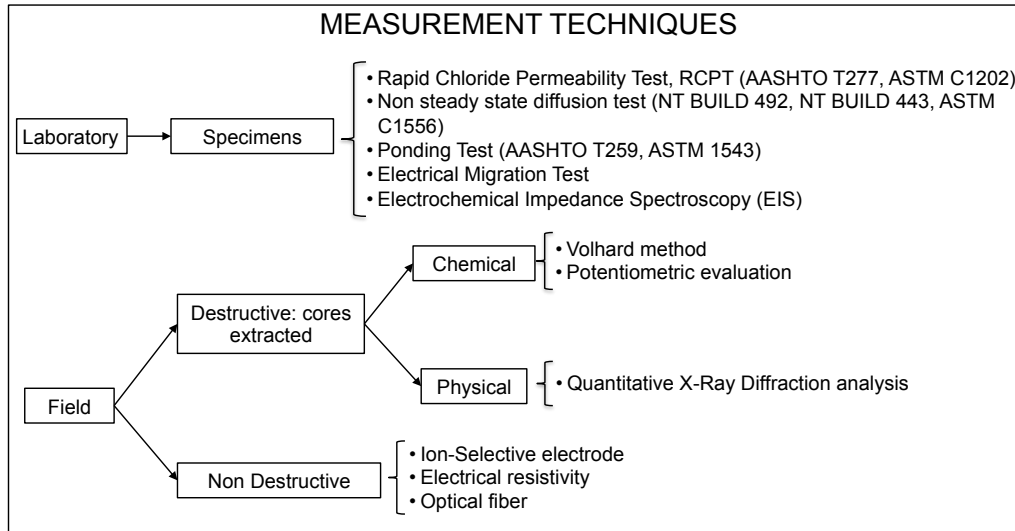 MEASUREMENT TECHNIQUES
Laboratory
Specimens
• Rapid Chloride Permeability Test, RCPT (AASHTO T277, ASTM C1202)
• Non steady state diffusion test (NT BUILD 492, NT BUILD 443, ASTM
C1556)
• Ponding Test (AASHTO T259, ASTM 1543)
• Electrical Migration Test
• Electrochemical Impedance Spectroscopy (EIS)
Field
Destructive: cores
extracted
Chemical
• Volhard method
• Potentiometric evaluation
Physical
• Quantitative X-Ray Diffraction analysis
Non Destructive
• Ion-Selective electrode
• Electrical resistivity
• Optical fiber